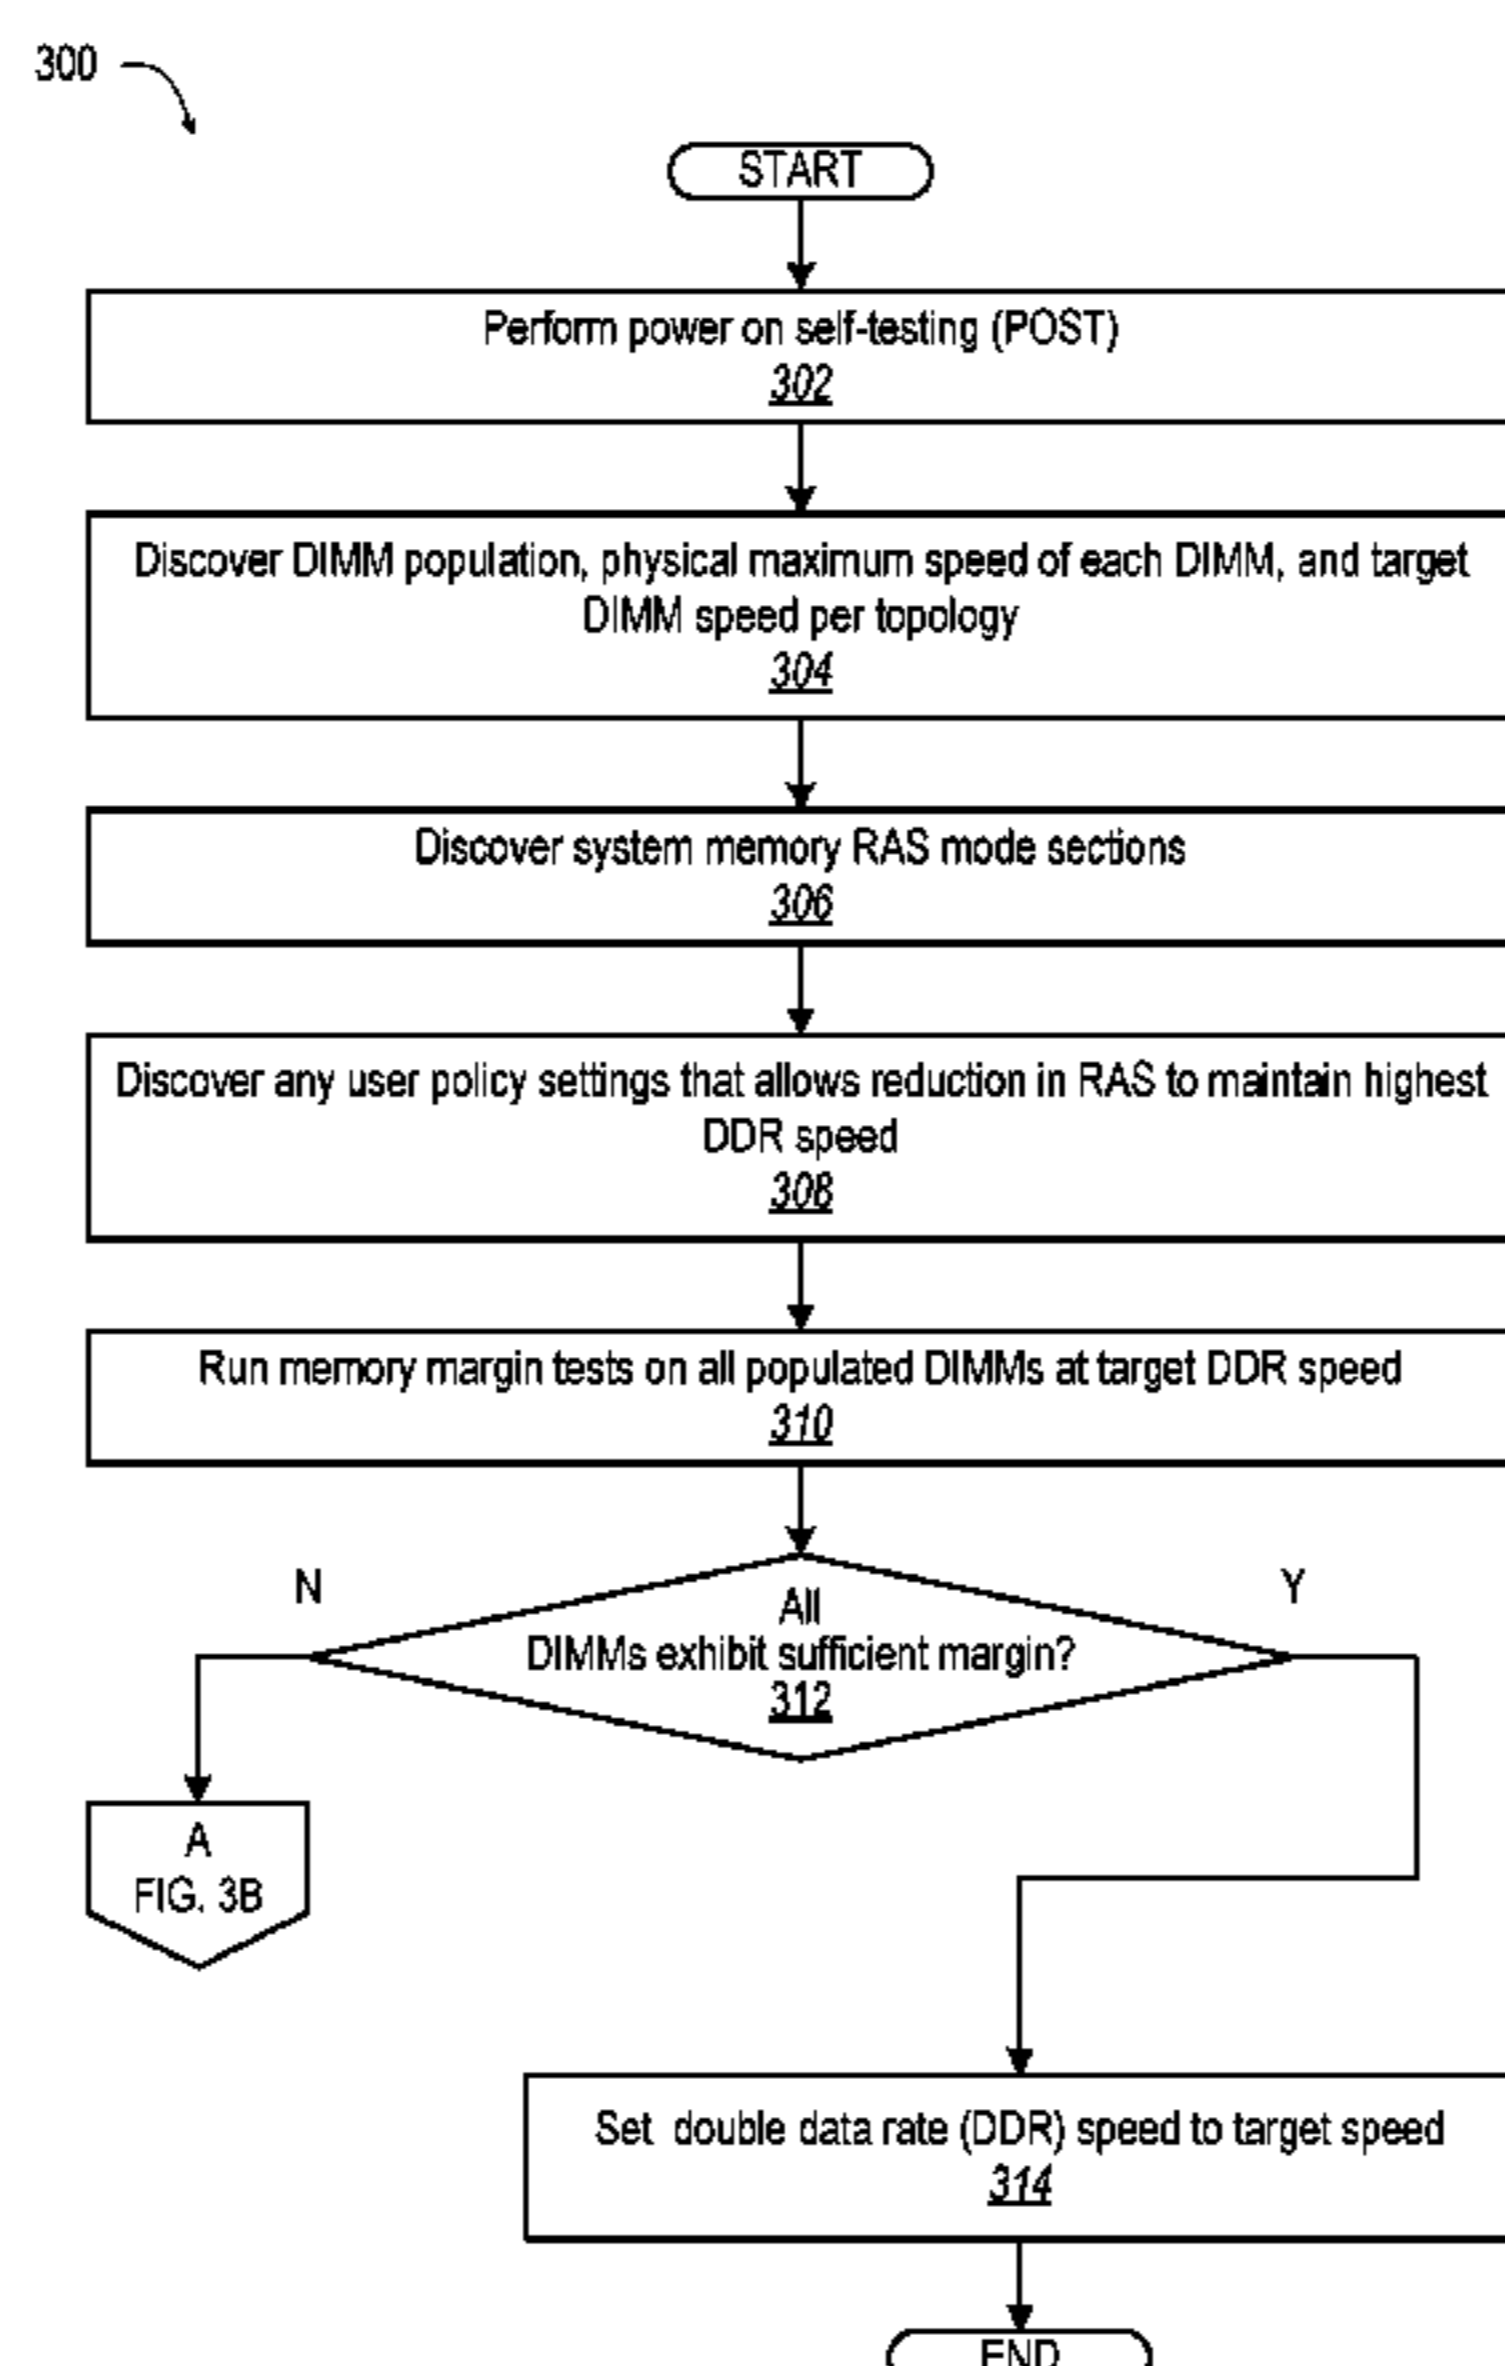 300
START
Perform power on self-testing (POST)
302
Discover DIMM population, physical maximum speed of each DIMM, and target
DIMM speed per topology
304
Discover system memory RAS mode sections
306
Discover any user policy settings that allows reduction in RAS to maintain highest
DDR speed
308
Run memory margin tests on all populated DIMMs at target DDR speed
310
N
Y
All
DIMMs exhibit sufficient margin?
312
A
FIG. 3B
Set double data rate (DDR) speed to target speed
314
END